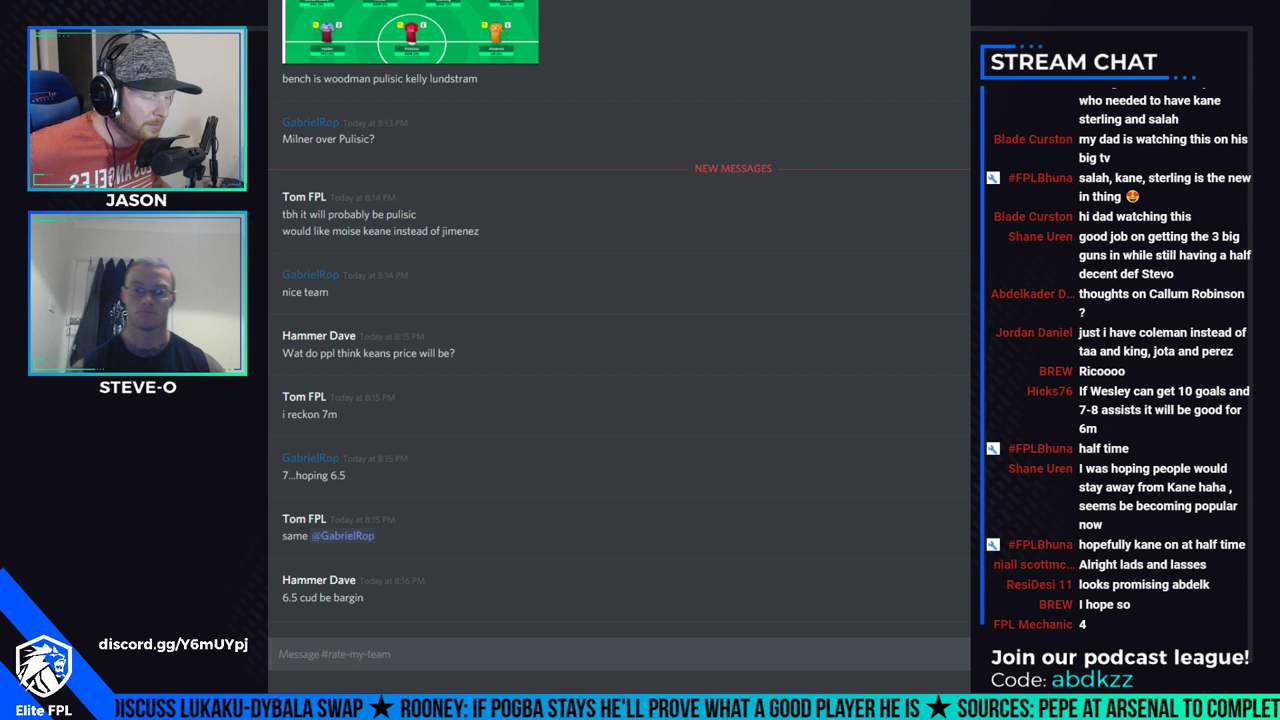 JASON
STEVE-O
discord.gg/Y6mUYpj
Elite FPL
bench is woodman pulisic kelly lundstram
GabrielRop Today at 8:13 PM
Milner over Pulisic?
NEW MESSAGES
Tom FPL Today at 8:14 PM
tbh it will probably be pulisic
would like moise keane instead of jimenez
GabrielRop Today at 8:14 PM
nice team
Hammer Dave Today at 8:15 PM
Wat do ppl think keans price will be?
Tom FPL Today at 8:15 PM
i reckon 7m
GabrielRop Today at 8:15 PM
7...hoping 6.5
Tom FPL Today at 8:15 PM
same @GabrielRop
Hammer Dave Today at 8:16 PM
6.5 cud be bargin
Message #rate-my-team
STREAM CHAT
who needed to have kane
sterling and salah
Blade Curston my dad is watching this on his
big tv
#FPLBhuna salah, kane, sterling is the new
in thing 😍
Blade Curston hi dad watching this
Shane Uren good job on getting the 3 big
guns in while still having a half
decent def Stevo
Abdelkader D... thoughts on Callum Robinson
?
Jordan Daniel just i have coleman instead of
taa and king, jota and perez
BREW Ricoooo
Hicks76 If Wesley can get 10 goals and
7-8 assists it will be good for
6m
#FPLBhuna half time
Shane Uren I was hoping people would
stay away from Kane haha ,
seems be becoming popular
now
#FPLBhuna hopefully kane on at half time
niall scottmc... Alright lads and lasses
ResiDesi 11 looks promising abdelk
BREW I hope so
FPL Mechanic 4
Join our podcast league!
Code: abdkzz
DISCUSS LUKAKU-DYBALA SWAP ★ ROONEY: IF POGBA STAYS HE'LL PROVE WHAT A GOOD PLAYER HE IS ★ SOURCES: PEPE AT ARSENAL TO COMPLET